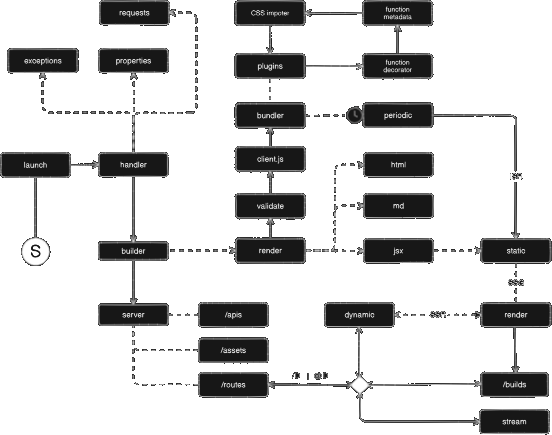 requests
CSS impoter
function
metadata
exceptions
properties
plugins
function
decorator
bundler
periodic
client.js
launch
handler
html
validate
md
S
builder
render
jsx
static
server
/apis
dynamic
render
/assets
/routes
/builds
stream